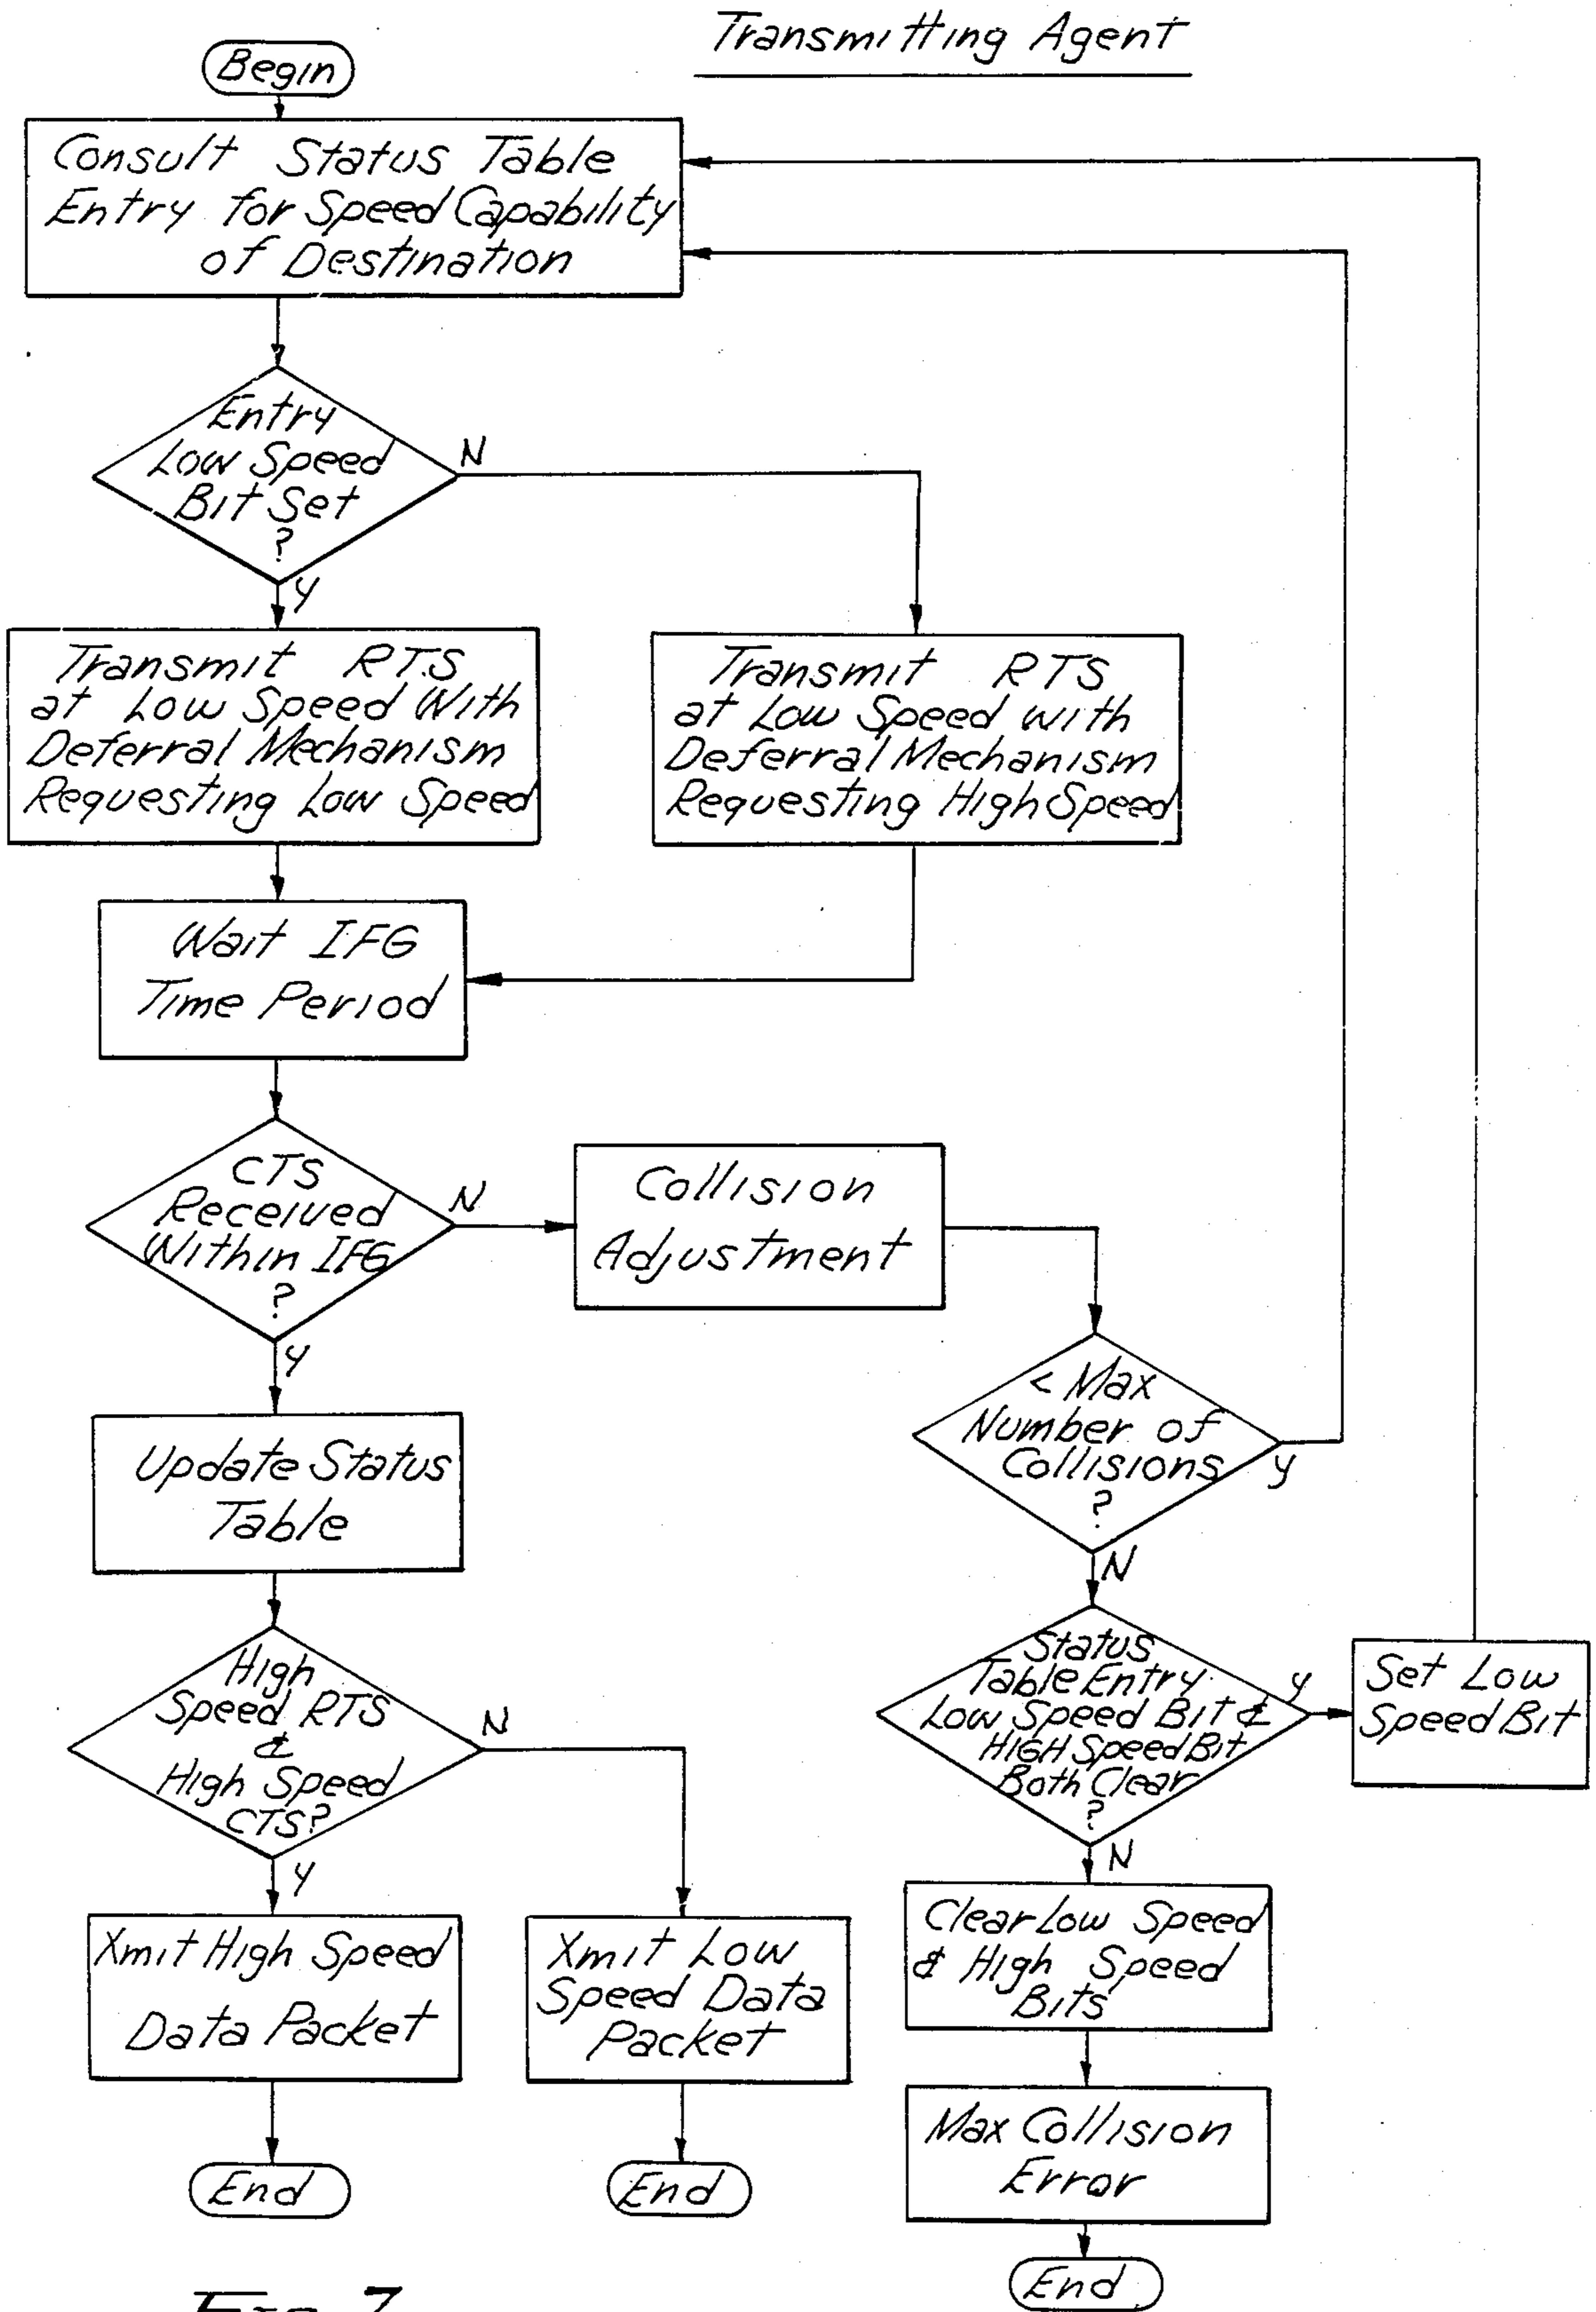 Transmitting Agent
Begin
Consult Status Table
Entry for Speed Capability
of Destination
Entry
Low Speed
Bit Set
?
N
Y
Transmit RTS
at Low Speed With
Deferral Mechanism
Requesting Low Speed
Transmit RTS
at Low Speed with
Deferral Mechanism
Requesting High Speed
Wait IFG
Time Period
CTS
Received
Within IFG
?
N
Y
Collision
Adjustment
< Max
Number of
Collisions
?
Y
N
Update Status
Table
High
Speed RTS
&
High Speed
CTS?
N
Y
Status
Table Entry
Low Speed Bit &
HIGH Speed Bit
Both Clear
?
Y
N
Set Low
Speed Bit
Xmit High Speed
Data Packet
Xmit Low
Speed Data
Packet
Clear Low Speed
& High Speed
Bits
Max Collision
Error
End
End
End